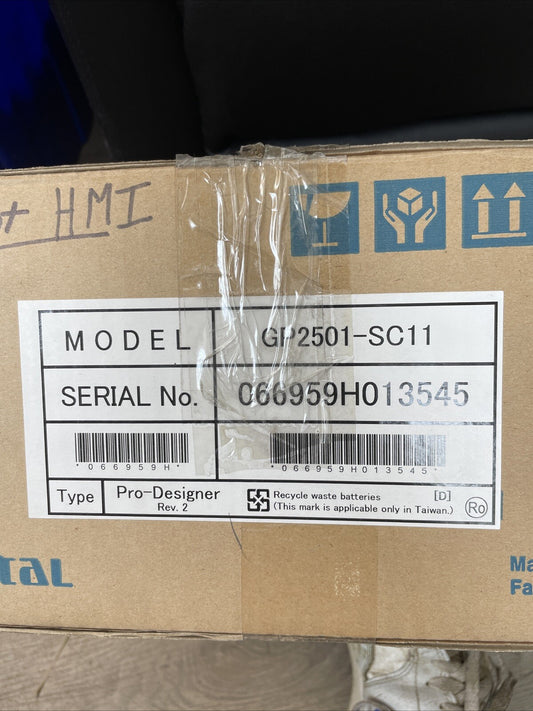 HMI
MODEL GP2501-SC11
SERIAL No. 066959H013545
*066959H* *066959H013545*
Type Pro-Designer Rev. 2 Recycle waste batteries [D]
(This mark is applicable only in Taiwan.) Ro
tal
Ma
Fa